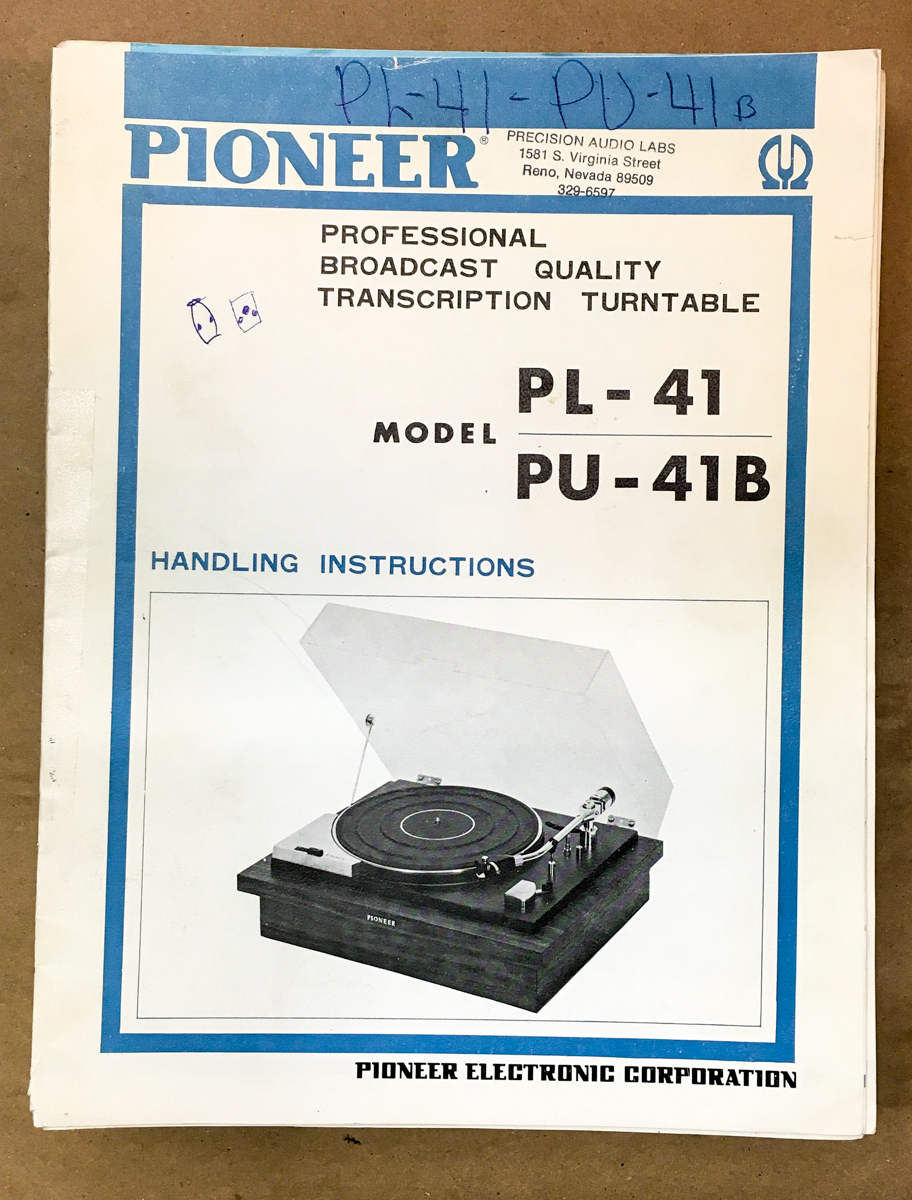 PL-41-PU-41B
PIONEER®
PRECISION AUDIO LABS
1581 S. Virginia Street
Reno, Nevada 89509
329-6597
PROFESSIONAL
BROADCAST QUALITY
TRANSCRIPTION TURNTABLE
MODEL
PL-41
PU-41B
HANDLING INSTRUCTIONS
PIONEER
PIONEER ELECTRONIC CORPORATION